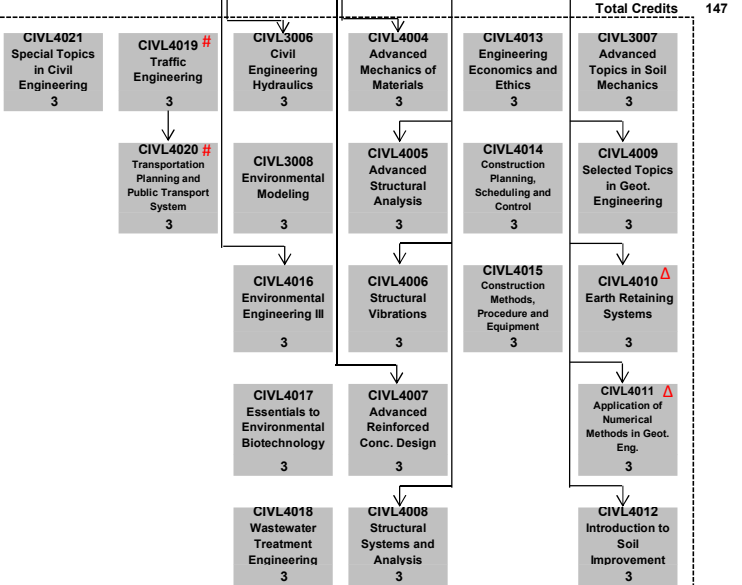 Total Credits 147
CIVL4021
Special Topics
in Civil
Engineering
3
CIVL4019 #
Traffic
Engineering
3
CIVL3006
Civil
Engineering
Hydraulics
3
CIVL4004
Advanced
Mechanics of
Materials
3
CIVL4013
Engineering
Economics and
Ethics
3
CIVL3007
Advanced
Topics in Soil
Mechanics
3
CIVL4020 #
Transportation
Planning and
Public Transport
System
3
CIVL3008
Environmental
Modeling
3
CIVL4005
Advanced
Structural
Analysis
3
CIVL4014
Construction
Planning,
Scheduling and
Control
3
CIVL4009
Selected Topics
in Geot.
Engineering
3
CIVL4016
Environmental
Engineering III
3
CIVL4006
Structural
Vibrations
3
CIVL4015
Construction
Methods,
Procedure and
Equipment
3
CIVL4010 Δ
Earth Retaining
Systems
3
CIVL4017
Essentials to
Environmental
Biotechnology
3
CIVL4007
Advanced
Reinforced
Conc. Design
3
CIVL4011 Δ
Application of
Numerical
Methods in Geot.
Eng.
3
CIVL4018
Wastewater
Treatment
Engineering
3
CIVL4008
Structural
Systems and
Analysis
3
CIVL4012
Introduction to
Soil
Improvement
3